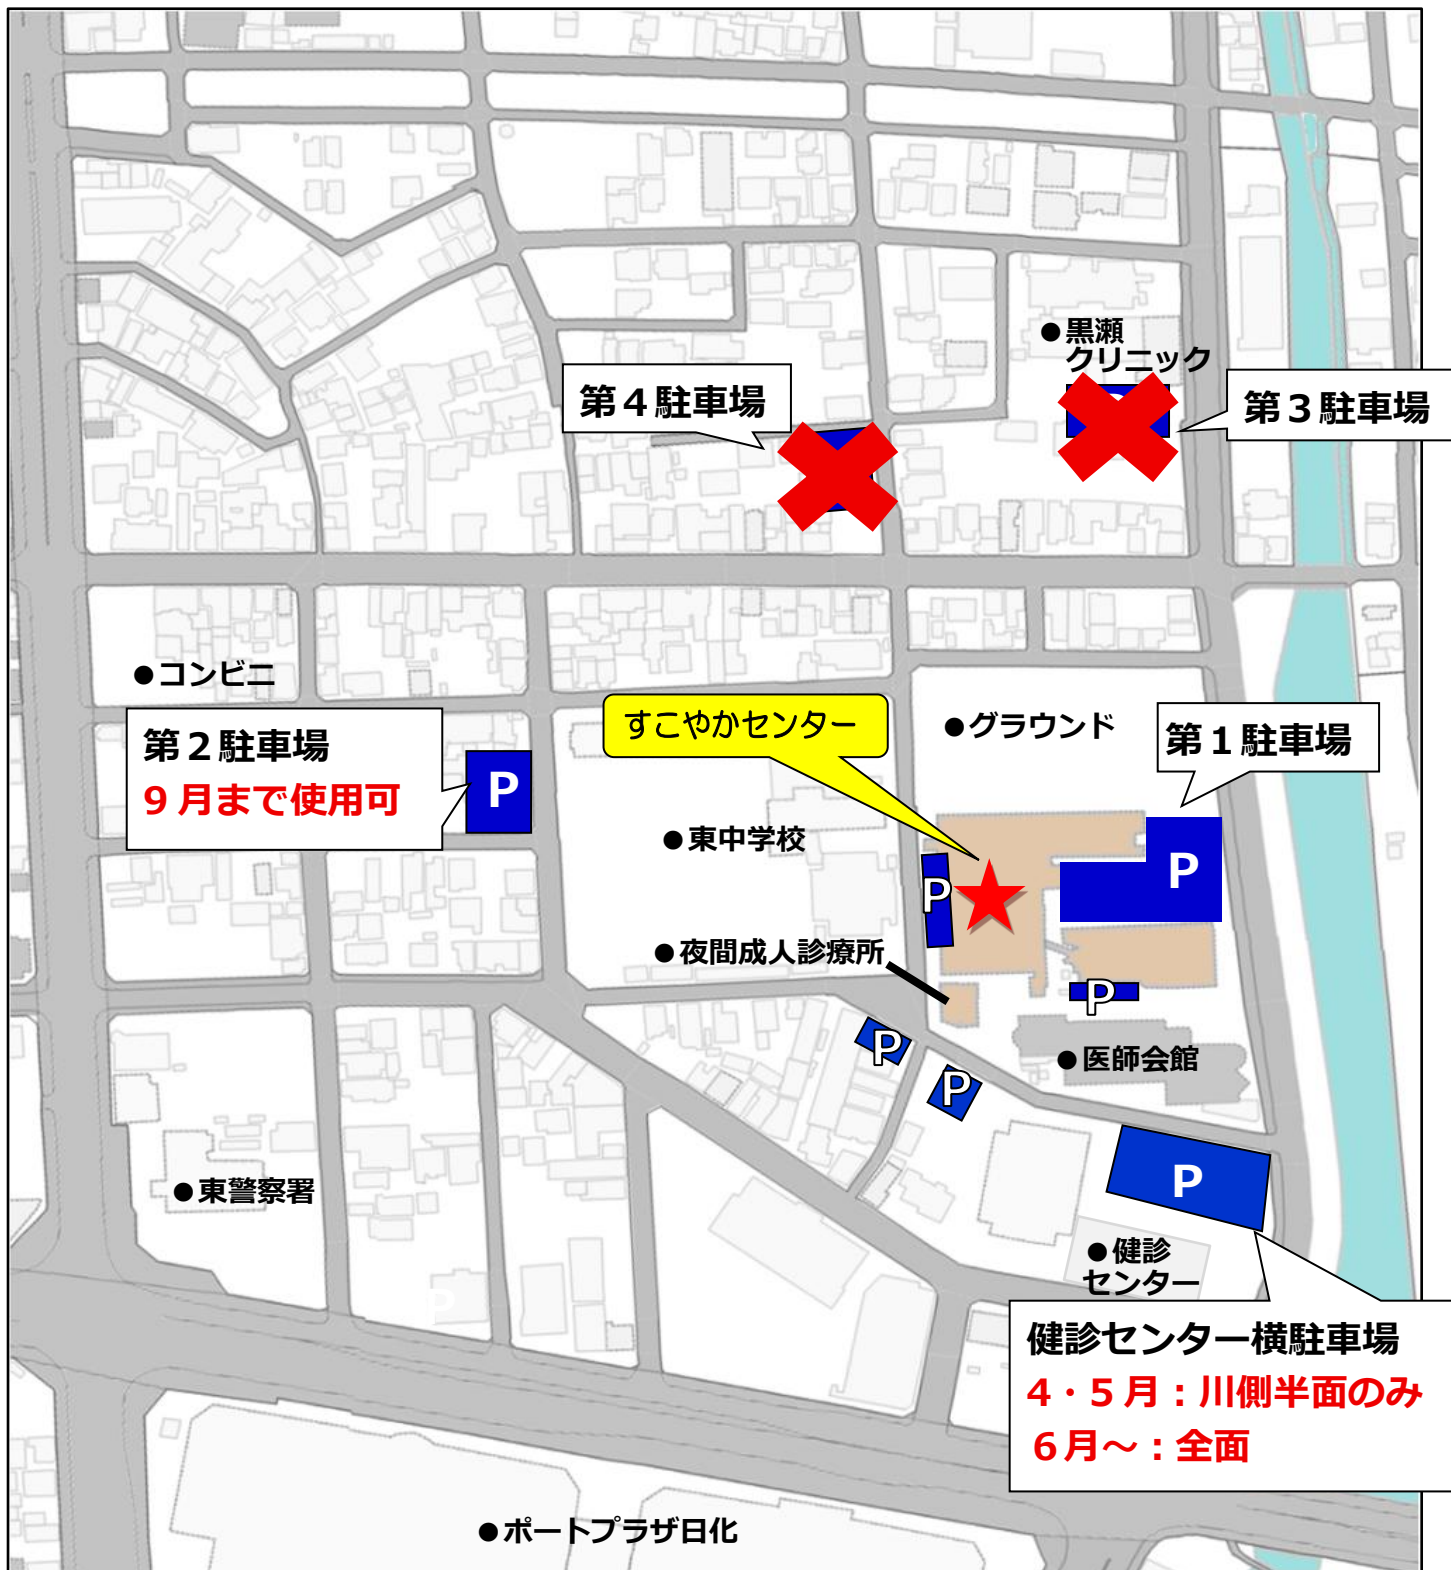 ●黒瀬
クリニック
第４駐車場
第３駐車場
●コンビニ
第２駐車場
９月まで使用可
P
すこやかセンター
●グラウンド
第１駐車場
●東中学校
P
P
●夜間成人診療所
P
P
P
●医師会館
P
●東警察署
●健診
センター
P
健診センター横駐車場
４・５月：川側半面のみ
６月～：全面
●ポートプラザ日化